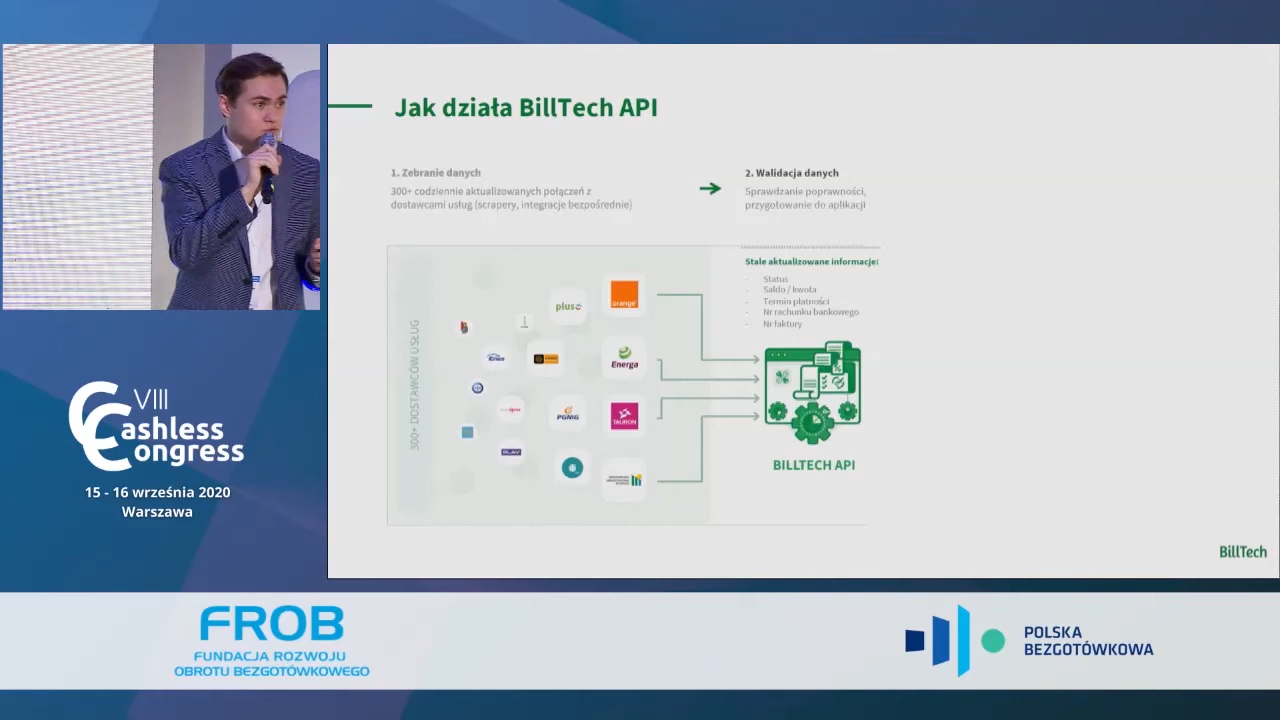 Jak działa BillTech API
1. Zebranie danych
300+ codziennie aktualizowanych połączeń z
dostawcami usług (scrapery, integracje bezpośrednie)
2. Walidacja danych
Sprawdzanie poprawności,
przygotowanie do aplikacji
300+ DOSTAWCÓW USŁUG
plus
orange
Enea
Energa
PGNiG
TAURON
PLAY
Stale aktualizowane informacje:
- Status
- Saldo / kwota
- Termin płatności
- Nr rachunku bankowego
- Nr faktury
BILLTECH API
BillTech
VIII
Cashless
Congress
15 - 16 września 2020
Warszawa
FROB
FUNDACJA ROZWOJU
OBROTU BEZGOTÓWKOWEGO
POLSKA
BEZGOTÓWKOWA